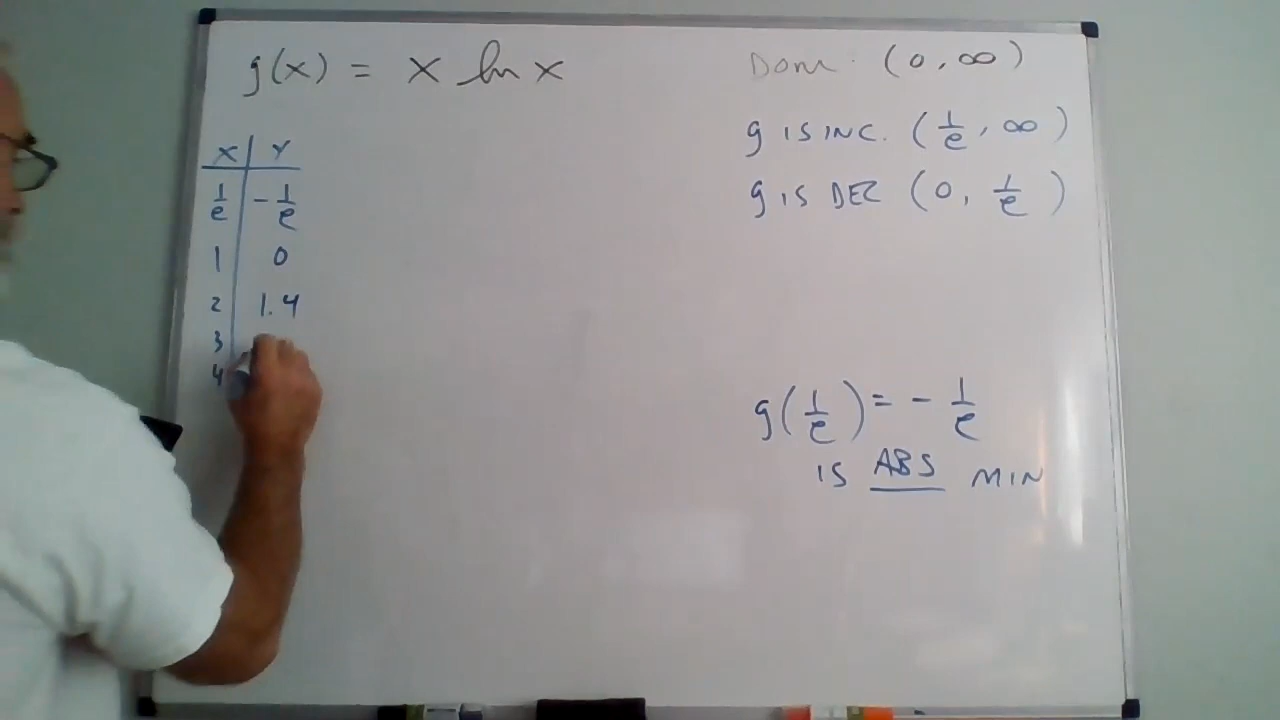 g(x) = x ln x
Dom. (0, ∞)
g IS INC. (1/e, ∞)
g IS DEC (0, 1/e)
X Y
1/e -1/e
1 0
2 1.4
3
4
g(1/e) = - 1/e
IS ABS MIN